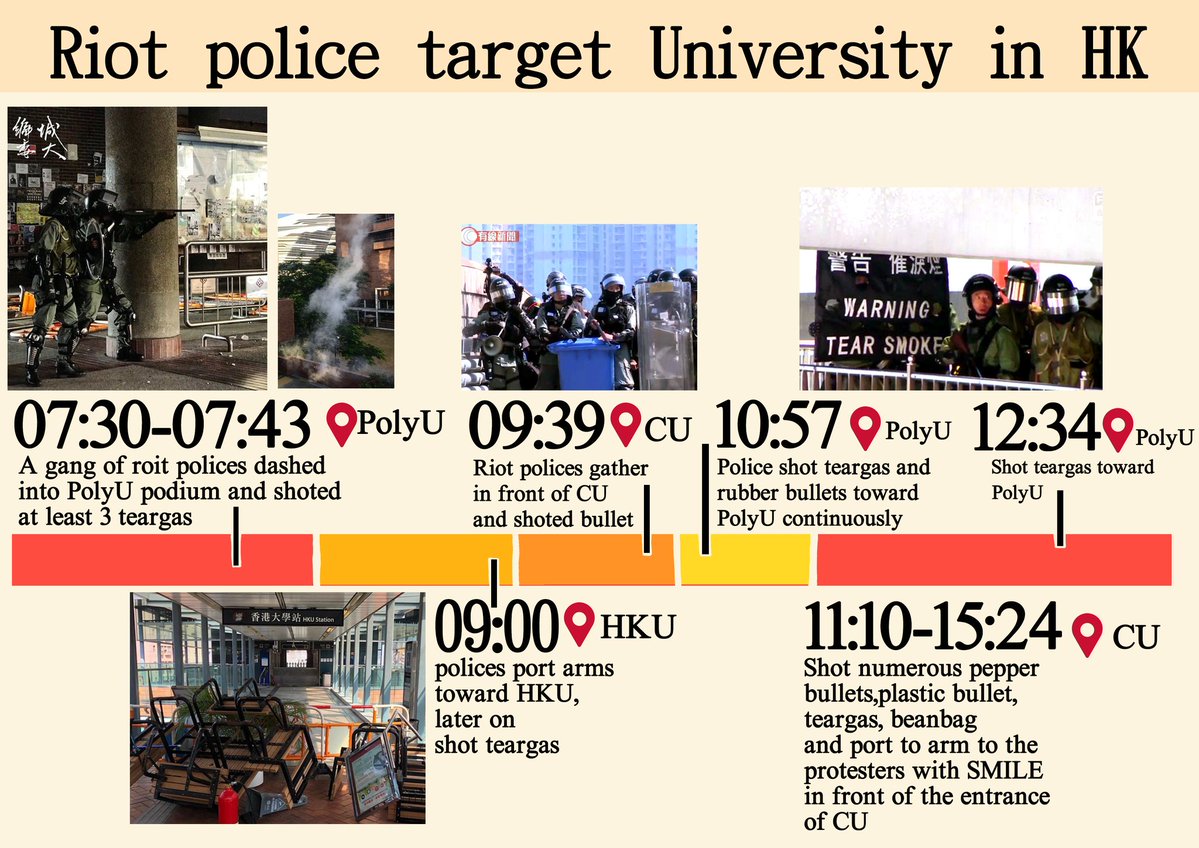 Riot police target University in HK
編 城
委 大
有線新聞
警告 催淚煙
WARNING
TEAR SMOKE
07:30-07:43 PolyU
A gang of roit polices dashed
into PolyU podium and shoted
at least 3 teargas
09:39 CU
Riot polices gather
in front of CU
and shoted bullet
10:57 PolyU
Police shot teargas and
rubber bullets toward
PolyU continuously
12:34 PolyU
Shot teargas toward
PolyU
香港大學站 HKU Station
09:00 HKU
polices port arms
toward HKU,
later on
shot teargas
11:10-15:24 CU
Shot numerous pepper
bullets,plastic bullet,
teargas, beanbag
and port to arm to the
protesters with SMILE
in front of the entrance
of CU